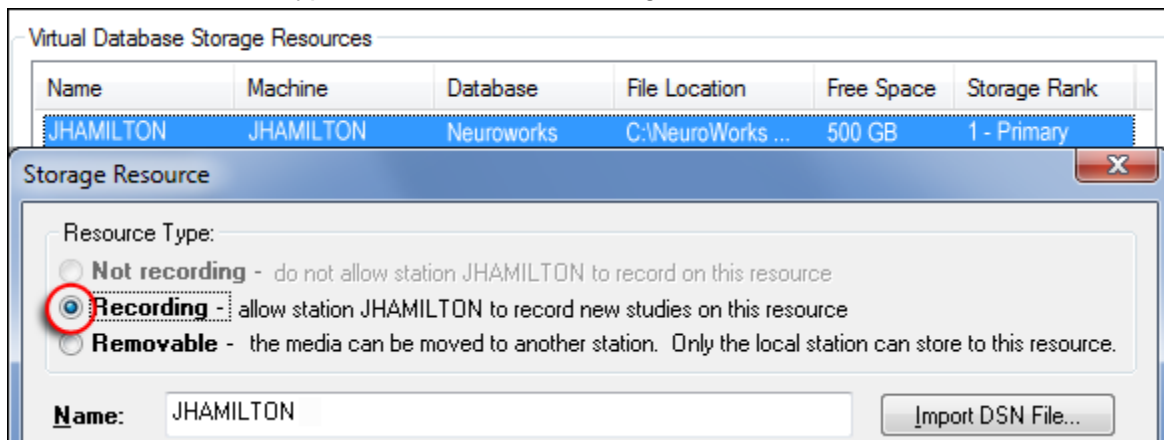 Virtual Database Storage Resources
Name Machine Database File Location Free Space Storage Rank
JHAMILTON JHAMILTON Neuroworks C:\NeuroWorks ... 500 GB 1 - Primary
Storage Resource
Resource Type:
Not recording - do not allow station JHAMILTON to record on this resource
Recording - allow station JHAMILTON to record new studies on this resource
Removable - the media can be moved to another station. Only the local station can store to this resource.
Name: JHAMILTON Import DSN File...